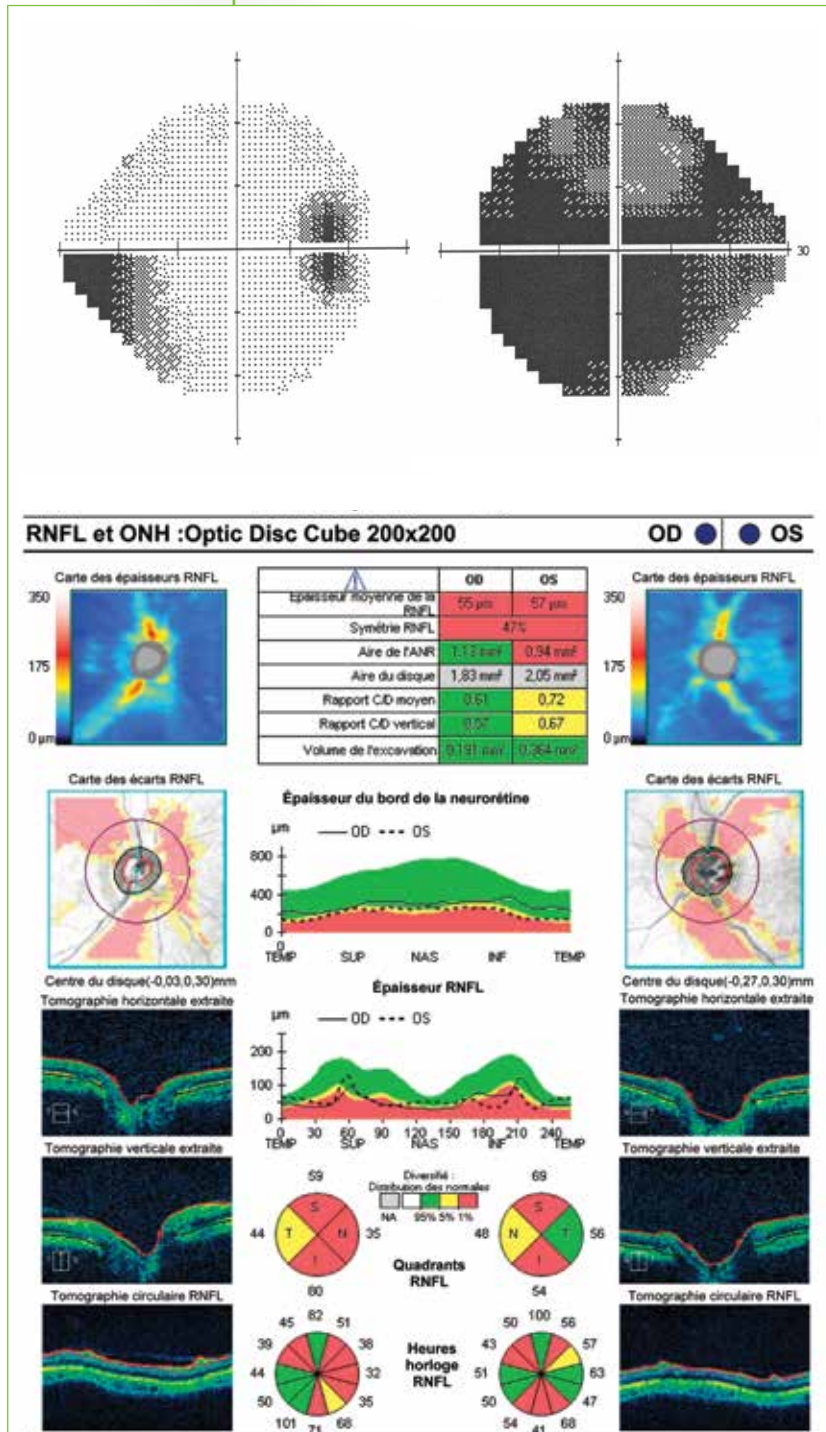 30
RNFL et ONH :Optic Disc Cube 200x200 OD OS
Carte des épaisseurs RNFL
350
175
0 µm
OD OS
Epaisseur moyenne de la RNFL 55 µm 57 µm
Symétrie RNFL 47%
Aire de l'ANR 1,13 mm² 0,94 mm²
Aire du disque 1,83 mm² 2,05 mm²
Rapport C/D moyen 0,61 0,72
Rapport C/D vertical 0,57 0,67
Volume de l'excavation 0,191 mm³ 0,364 mm³
Carte des épaisseurs RNFL
350
175
0 µm
Carte des écarts RNFL
Centre du disque(-0,03,0,30)mm
Épaisseur du bord de la neurorétine
µm OD OS
800
400
0
0
TEMP SUP NAS INF TEMP
Carte des écarts RNFL
Centre du disque(-0,27,0,30)mm
Tomographie horizontale extraite
Épaisseur RNFL
µm OD OS
200
100
0
0 30 60 90 120 150 180 210 240
TEMP SUP NAS INF TEMP
Tomographie horizontale extraite
Tomographie verticale extraite
59
44 T S N I 35
80
Diversifié :
Distribution des normales
NA 95% 5% 1%
Quadrants
RNFL
69
48 N S T I 56
54
Tomographie verticale extraite
Tomographie circulaire RNFL
82 51 38 32 35 68 71 101 50 44 39 45
Heures
horloge
RNFL
100 56 57 63 47 68 41 54 50 51 43 50
Tomographie circulaire RNFL